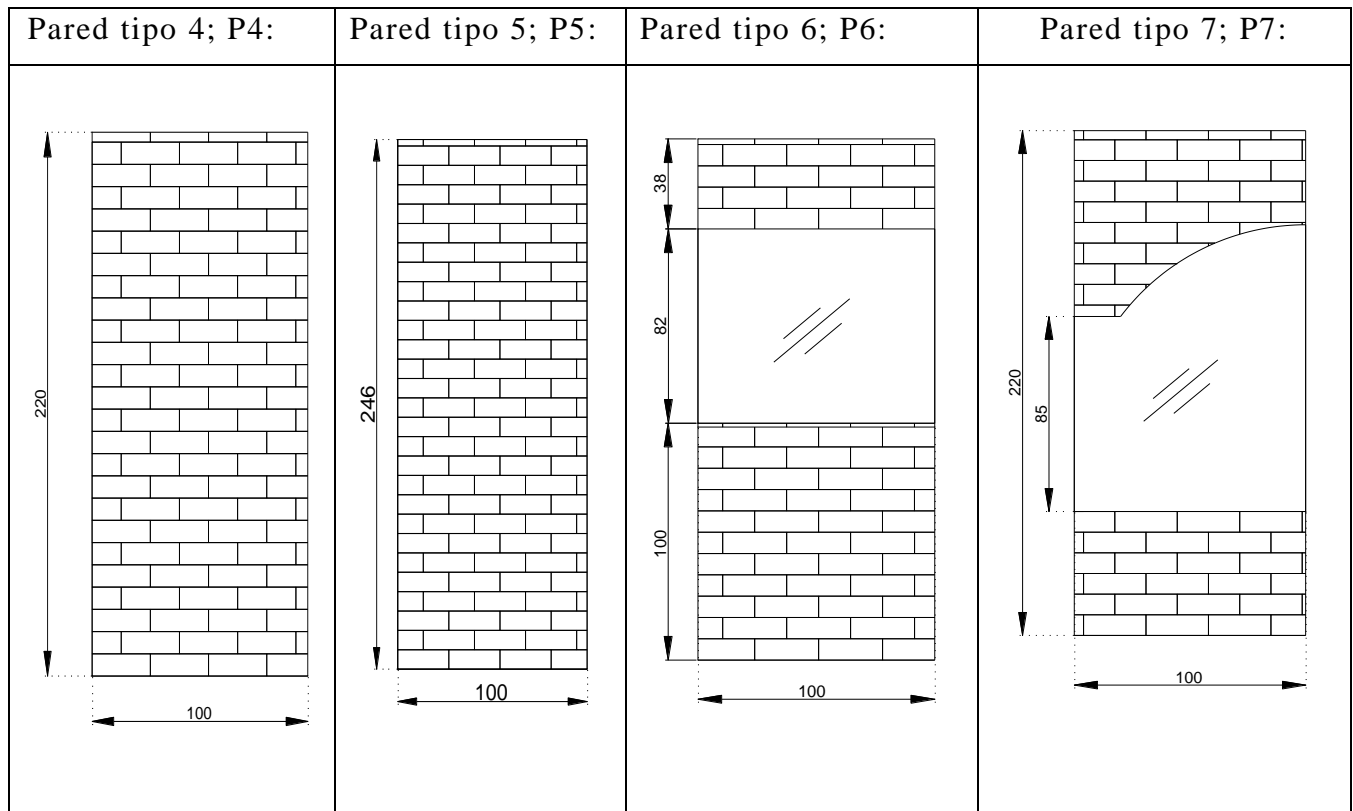 Pared tipo 4; P4:
Pared tipo 5; P5:
Pared tipo 6; P6:
Pared tipo 7; P7:
220
100
246
100
38
82
100
100
220
85
100